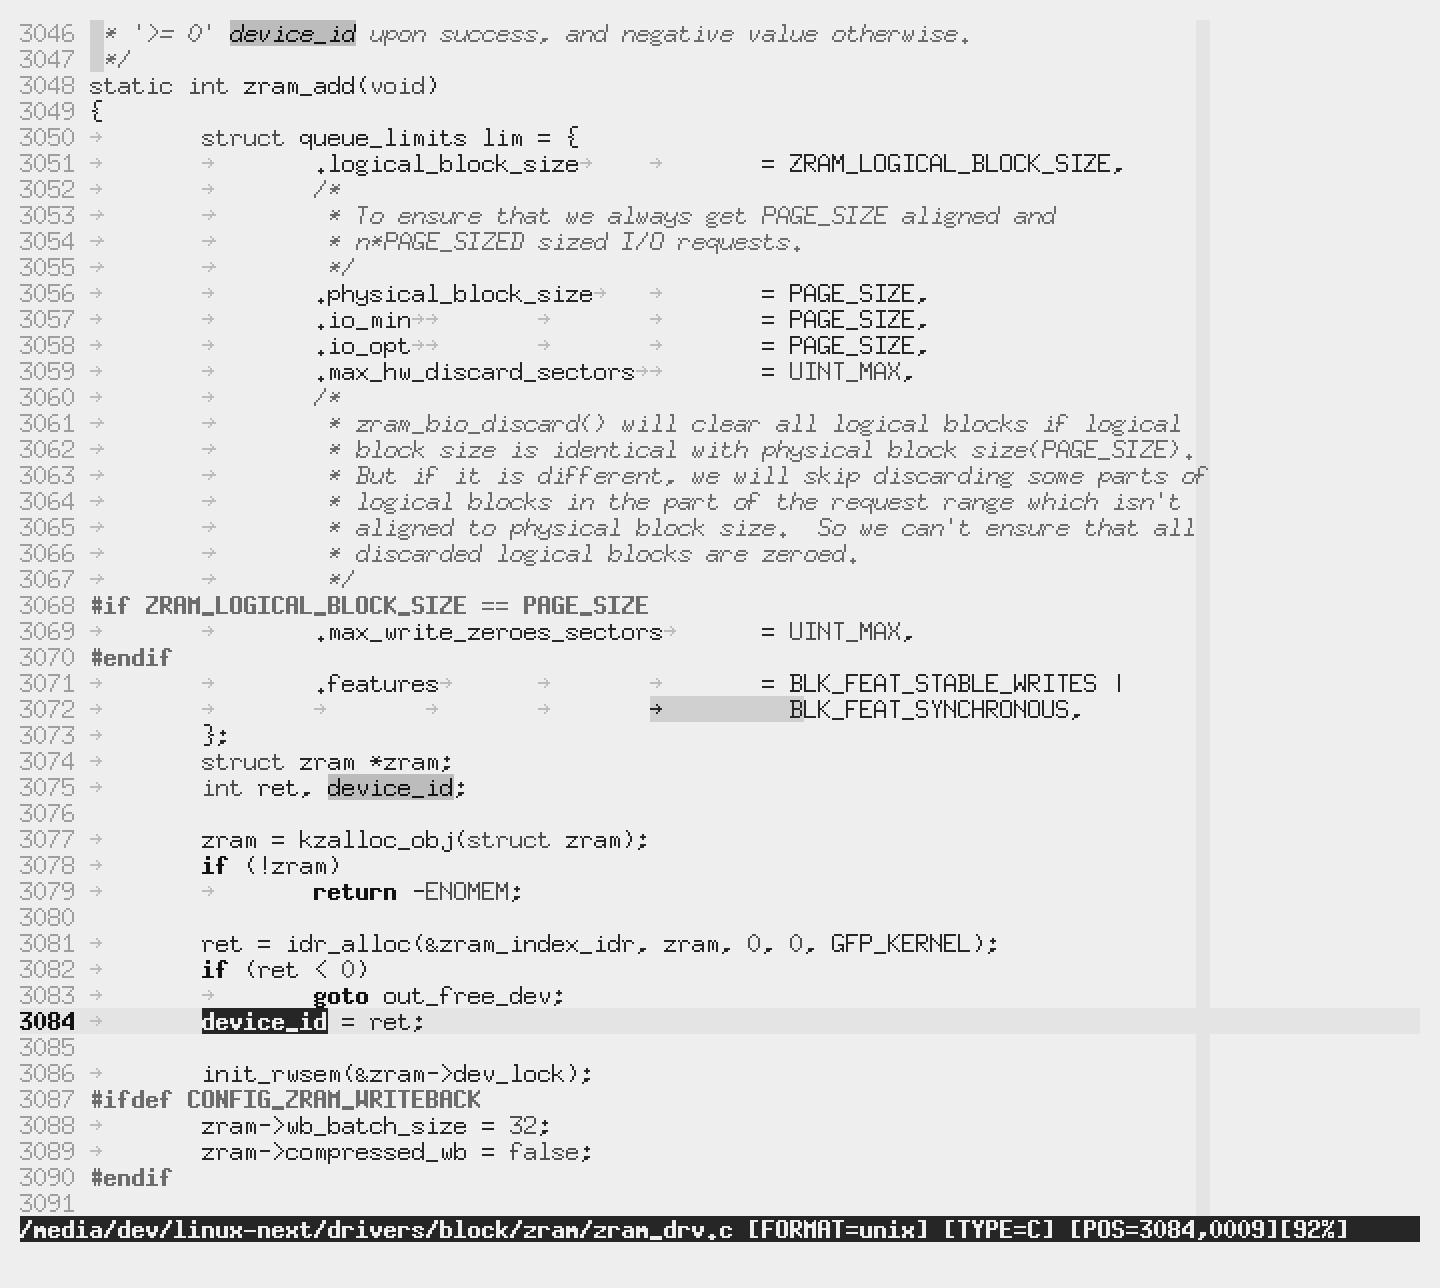 3046  * '>= 0' device_id upon success, and negative value otherwise.
3047  */
3048 static int zram_add(void)
3049 {
3050 →       struct queue_limits lim = {
3051 →       →       .logical_block_size→     →       = ZRAM_LOGICAL_BLOCK_SIZE,
3052 →       →       /*
3053 →       →        * To ensure that we always get PAGE_SIZE aligned and
3054 →       →        * n*PAGE_SIZED sized I/O requests.
3055 →       →        */
3056 →       →       .physical_block_size→    →       = PAGE_SIZE,
3057 →       →       .io_min→→       →       →       = PAGE_SIZE,
3058 →       →       .io_opt→→       →       →       = PAGE_SIZE,
3059 →       →       .max_hw_discard_sectors→→       = UINT_MAX,
3060 →       →       /*
3061 →       →        * zram_bio_discard() will clear all logical blocks if logical
3062 →       →        * block size is identical with physical block size(PAGE_SIZE).
3063 →       →        * But if it is different, we will skip discarding some parts of
3064 →       →        * logical blocks in the part of the request range which isn't
3065 →       →        * aligned to physical block size.  So we can't ensure that all
3066 →       →        * discarded logical blocks are zeroed.
3067 →       →        */
3068 #if ZRAM_LOGICAL_BLOCK_SIZE == PAGE_SIZE
3069 →       →       .max_write_zeroes_sectors→      = UINT_MAX,
3070 #endif
3071 →       →       .features→      →       →       = BLK_FEAT_STABLE_WRITES |
3072 →       →       →       →       →       →         BLK_FEAT_SYNCHRONOUS,
3073 →       };
3074 →       struct zram *zram;
3075 →       int ret, device_id;
3076
3077 →       zram = kzalloc_obj(struct zram);
3078 →       if (!zram)
3079 →       →       return -ENOMEM;
3080
3081 →       ret = idr_alloc(&zram_index_idr, zram, 0, 0, GFP_KERNEL);
3082 →       if (ret < 0)
3083 →       →       goto out_free_dev;
3084 →       device_id = ret;
3085
3086 →       init_rwsem(&zram->dev_lock);
3087 #ifdef CONFIG_ZRAM_WRITEBACK
3088 →       zram->wb_batch_size = 32;
3089 →       zram->compressed_wb = false;
3090 #endif
3091
/media/dev/linux-next/drivers/block/zram/zram_drv.c [FORMAT=unix] [TYPE=C] [POS=3084,0009][92%]